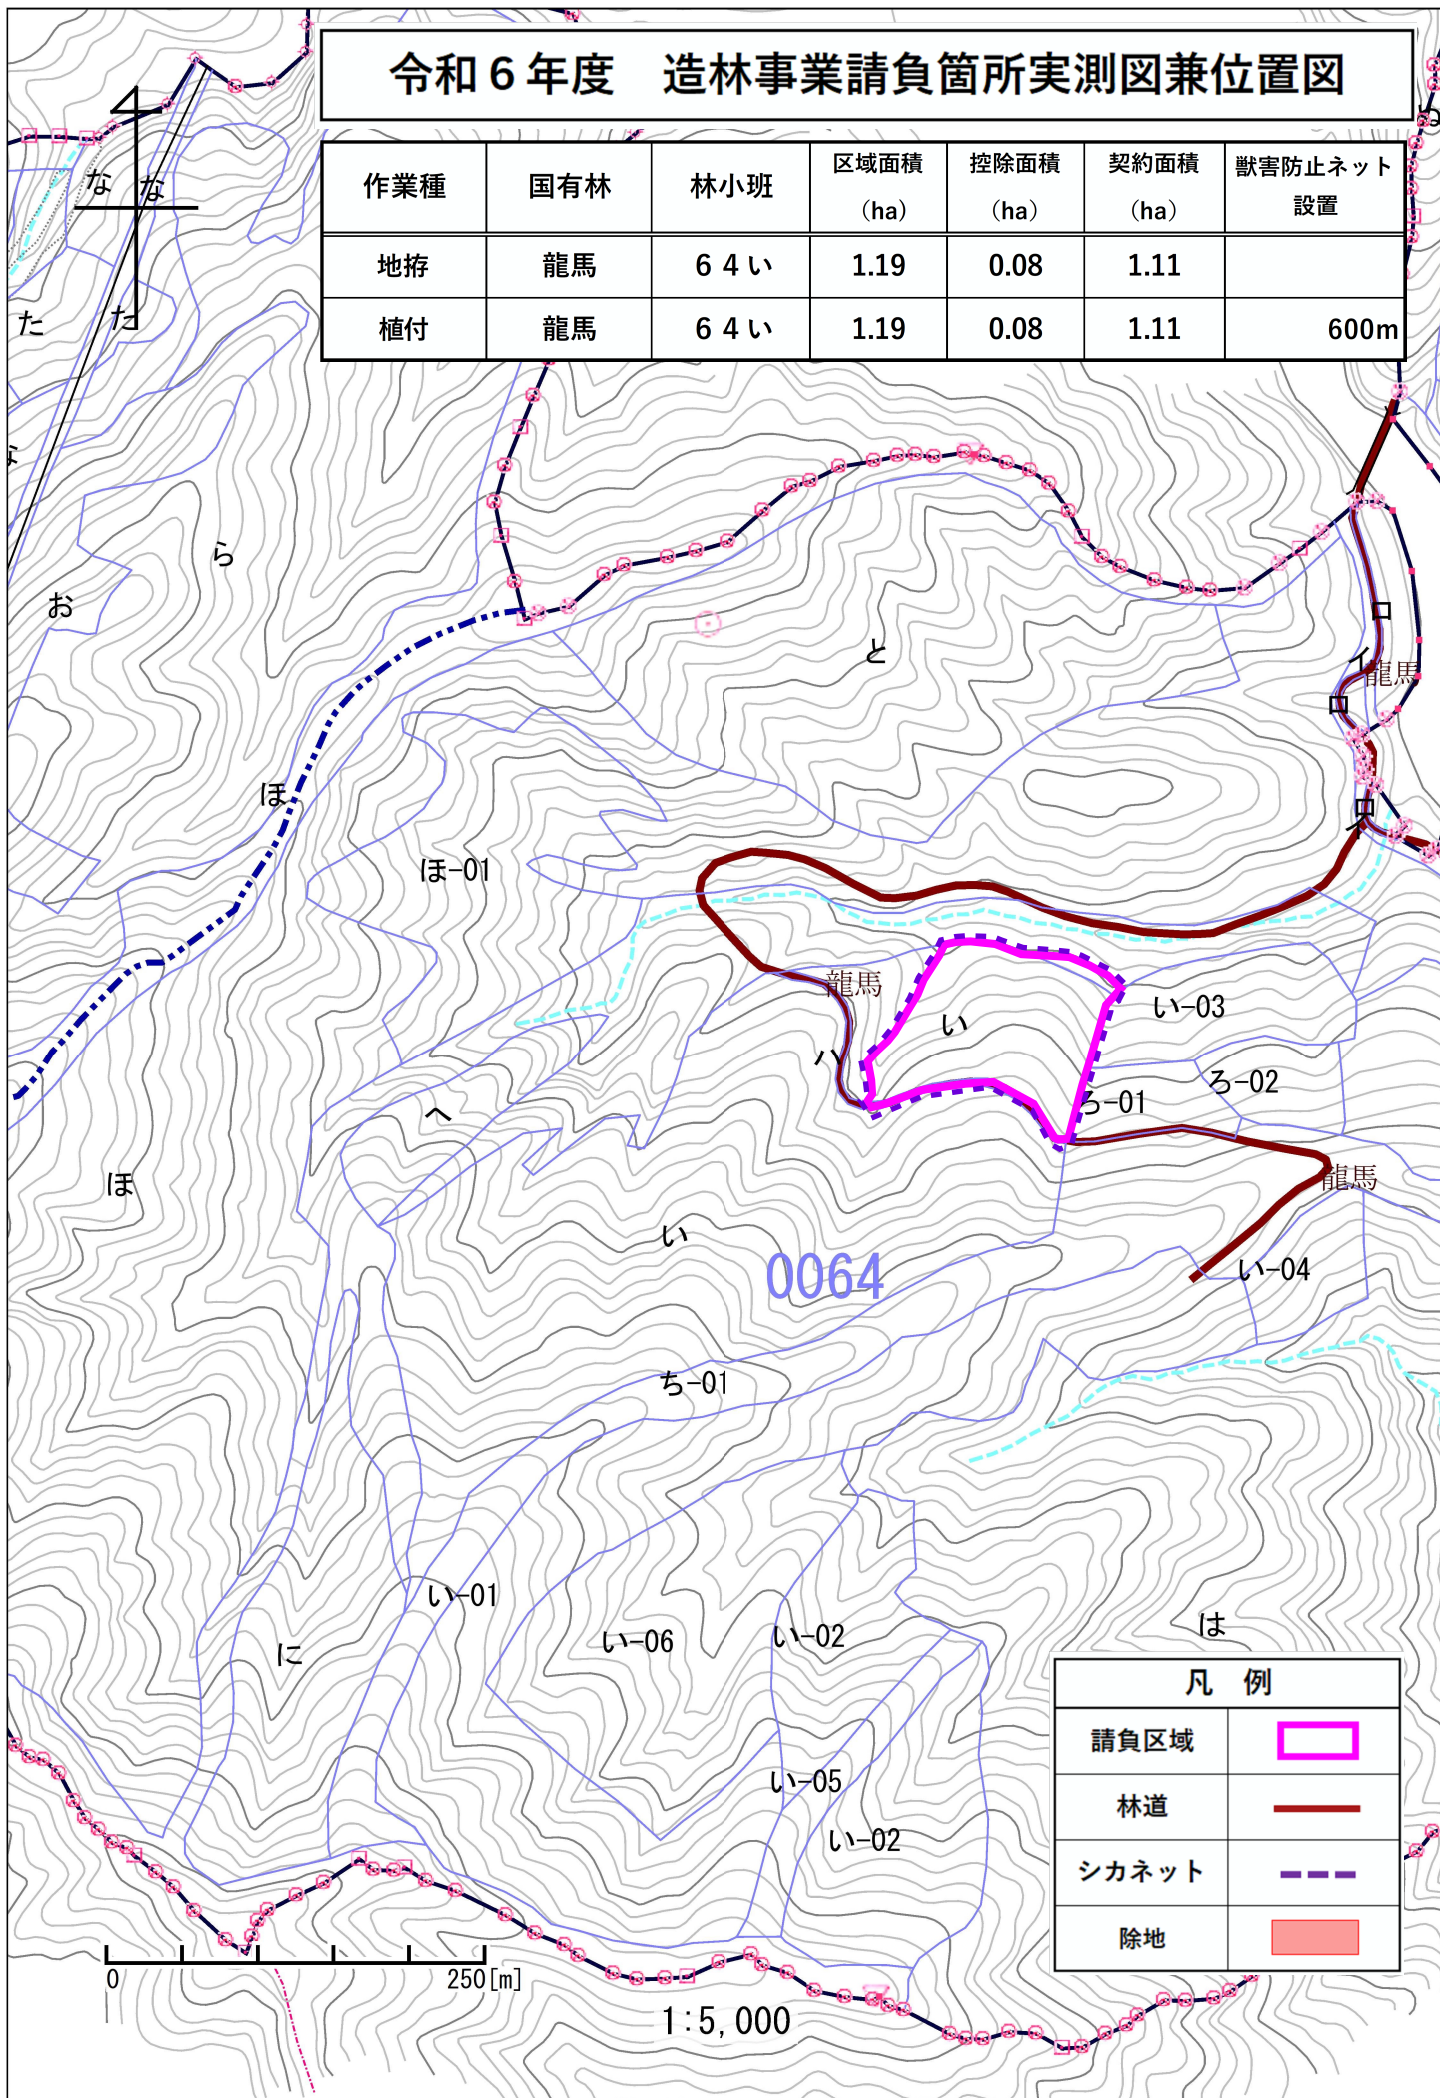 令和６年度　造林事業請負箇所実測図兼位置図
作業種 国有林 林小班 区域面積（ha） 控除面積（ha） 契約面積（ha） 獣害防止ネット設置
地拵 龍馬 ６４い 1.19 0.08 1.11
植付 龍馬 ６４い 1.19 0.08 1.11 600m
な な
た た
ら
お
と
ロ
イ
龍馬
ロ
ほ
ロ
イ
ほ-01
龍馬
い
い-03
ハ
ろ-02
ろ-01
へ
ほ
龍馬
い
0064
い-04
ち-01
い-01
は
い-02
い-06
に
い-05
い-02
凡　例
請負区域
林道
シカネット
除地
0 250[m]
1:5,000